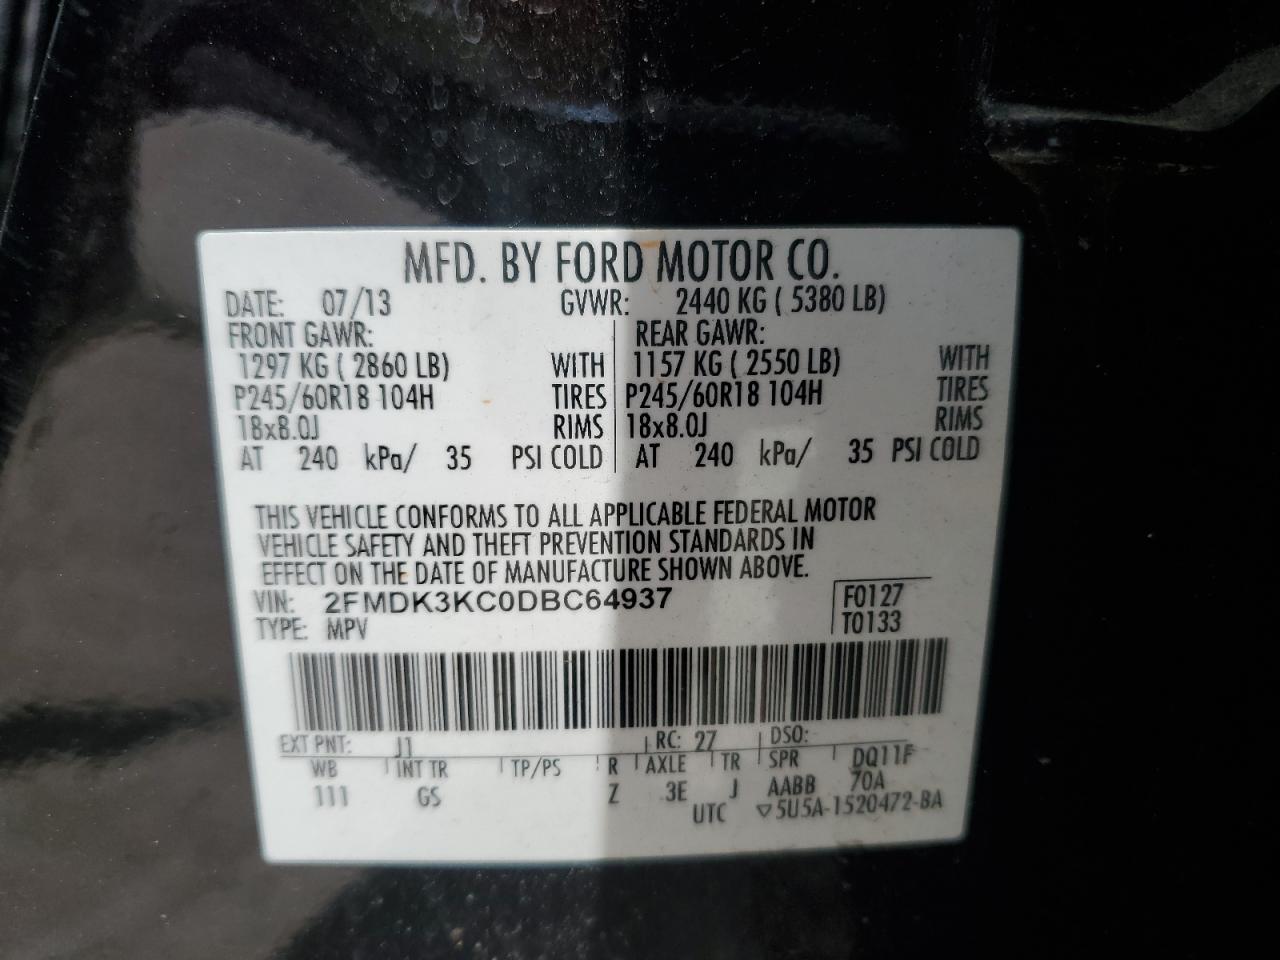 MFD. BY FORD MOTOR CO.
DATE: 07/13 GVWR: 2440 KG ( 5380 LB)
FRONT GAWR: REAR GAWR:
1297 KG ( 2860 LB) WITH 1157 KG ( 2550 LB) WITH
P245/60R18 104H TIRES P245/60R18 104H TIRES
18x8.0J RIMS 18x8.0J RIMS
AT 240 kPa/ 35 PSI COLD AT 240 kPa/ 35 PSI COLD
THIS VEHICLE CONFORMS TO ALL APPLICABLE FEDERAL MOTOR
VEHICLE SAFETY AND THEFT PREVENTION STANDARDS IN
EFFECT ON THE DATE OF MANUFACTURE SHOWN ABOVE.
VIN: 2FMDK3KC0DBC64937 F0127
TYPE: MPV T0133
EXT PNT: J1 RC: 27 DSO:
WB INT TR TP/PS R AXLE TR SPR DQ11F
111 GS Z 3E J AABB 70A
UTC ▽5U5A-1520472-BA